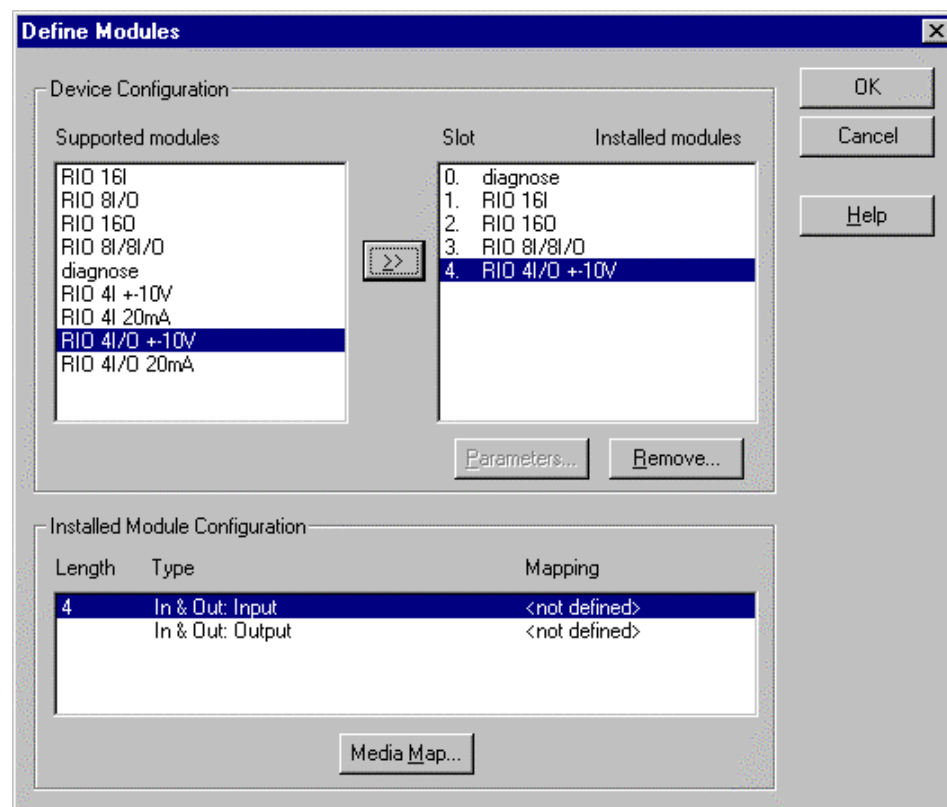 Define Modules
Device Configuration
OK
Cancel
Help
Supported modules
Slot Installed modules
RIO 16I
RIO 8I/O
RIO 16O
RIO 8I/8I/O
diagnose
RIO 4I +-10V
RIO 4I 20mA
RIO 4I/O +-10V
RIO 4I/O 20mA
>>
0. diagnose
1. RIO 16I
2. RIO 16O
3. RIO 8I/8I/O
4. RIO 4I/O +-10V
Parameters... Remove...
Installed Module Configuration
Length Type Mapping
4 In & Out: Input <not defined>
In & Out: Output <not defined>
Media Map...